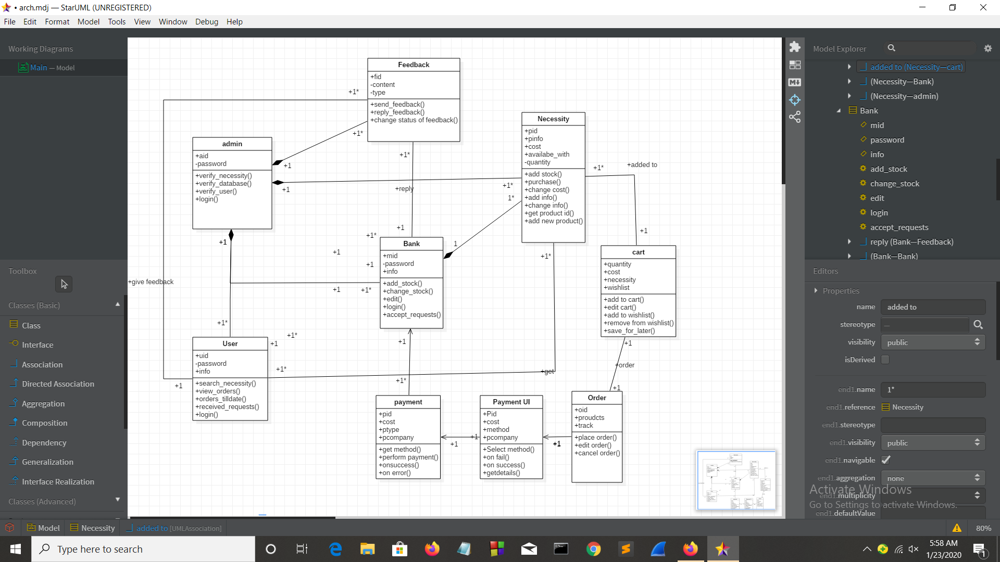 • arch.mdj — StarUML (UNREGISTERED)
File Edit Format Model Tools View Window Debug Help
Working Diagrams
Main — Model
Toolbox
Classes (Basic)
Class
Interface
Association
Directed Association
Aggregation
Composition
Dependency
Generalization
Interface Realization
Classes (Advanced)
Feedback
+fid
-content
-type
+send_feedback()
+reply_feedback()
+change status of feedback()
+1*
+1*
+1*
admin
+aid
-password
+verify_necessity()
+verify_database()
+verify_user()
+login()
+1
+1
+1
+reply
+1*
1*
Necessity
+pid
+pinfo
+cost
+availabe_with
-quantity
+add stock()
+purchase()
+change cost()
+add info()
+change info()
+get product id()
+add new product()
+1*
+added to
+1
+1
+1*
1
+1
+1
+1*
Bank
+mid
-password
+info
+add_stock()
+change_stock()
+edit()
+login()
+accept_requests()
+give feedback
+1
+1*
cart
+quantity
+cost
+necessity
+wishlist
+add to cart()
+edit cart()
+add to wishlist()
+remove from wishlist()
+save_for_later()
+1*
+1*
+1
User
+uid
-password
+info
+search_necessity()
+view_orders()
+orders_tilldate()
+received_requests()
+login()
+1
+1*
+1
+1*
+get
+1
+order
+1
payment
+pid
+cost
+ptype
+pcompany
+get method()
+perform payment()
+onsuccess()
+on error()
+1
+1
Payment UI
+Pid
+cost
+method
+pcompany
+Select method()
+on fail()
+on success()
+getdetails()
+1
Order
+oid
+proudcts
+track
+place order()
+edit order()
+cancel order()
Model Explorer
added to (Necessity—cart)
(Necessity—Bank)
(Necessity—admin)
Bank
mid
password
info
add_stock
change_stock
edit
login
accept_requests
reply (Bank—Feedback)
(Bank—Bank)
Editors
Properties
name added to
stereotype —
visibility public
isDerived
end1.name 1*
end1.reference Necessity
end1.stereotype
end1.visibility public
end1.navigable
end1.aggregation none
end1.multiplicity
end1.defaultValue
Activate Windows
Go to Settings to activate Windows.
Model Necessity added to [UMLAssociation]
80%
Type here to search
5:58 AM
1/23/2020
1